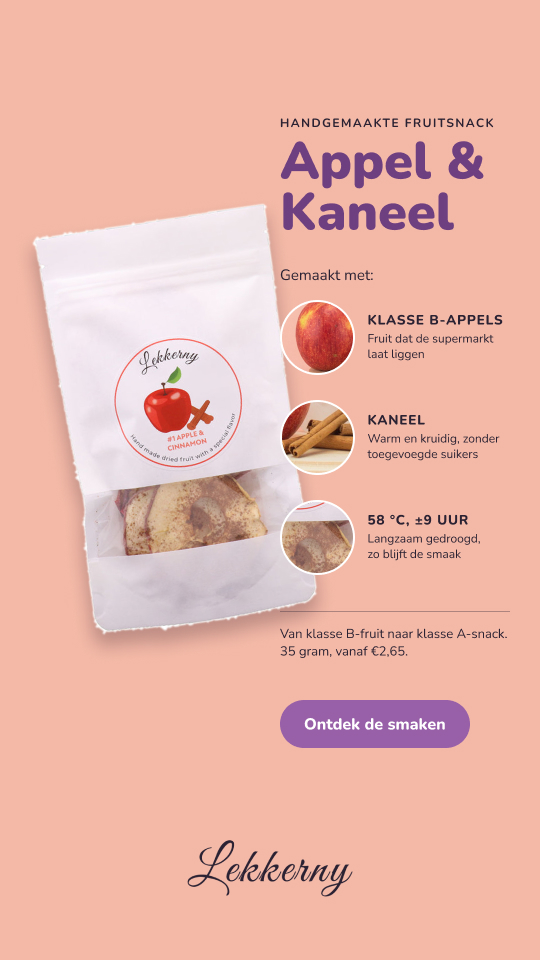 HANDGEMAAKTE FRUITSNACK
Appel &
Kaneel
Gemaakt met:
KLASSE B-APPELS
Fruit dat de supermarkt
laat liggen
KANEEL
Warm en kruidig, zonder
toegevoegde suikers
58 °C, ±9 UUR
Langzaam gedroogd,
zo blijft de smaak
Van klasse B-fruit naar klasse A-snack.
35 gram, vanaf €2,65.
Ontdek de smaken
Lekkerny
#1 APPLE &
CINNAMON
Hand made dried fruit with a special flavor
Lekkerny